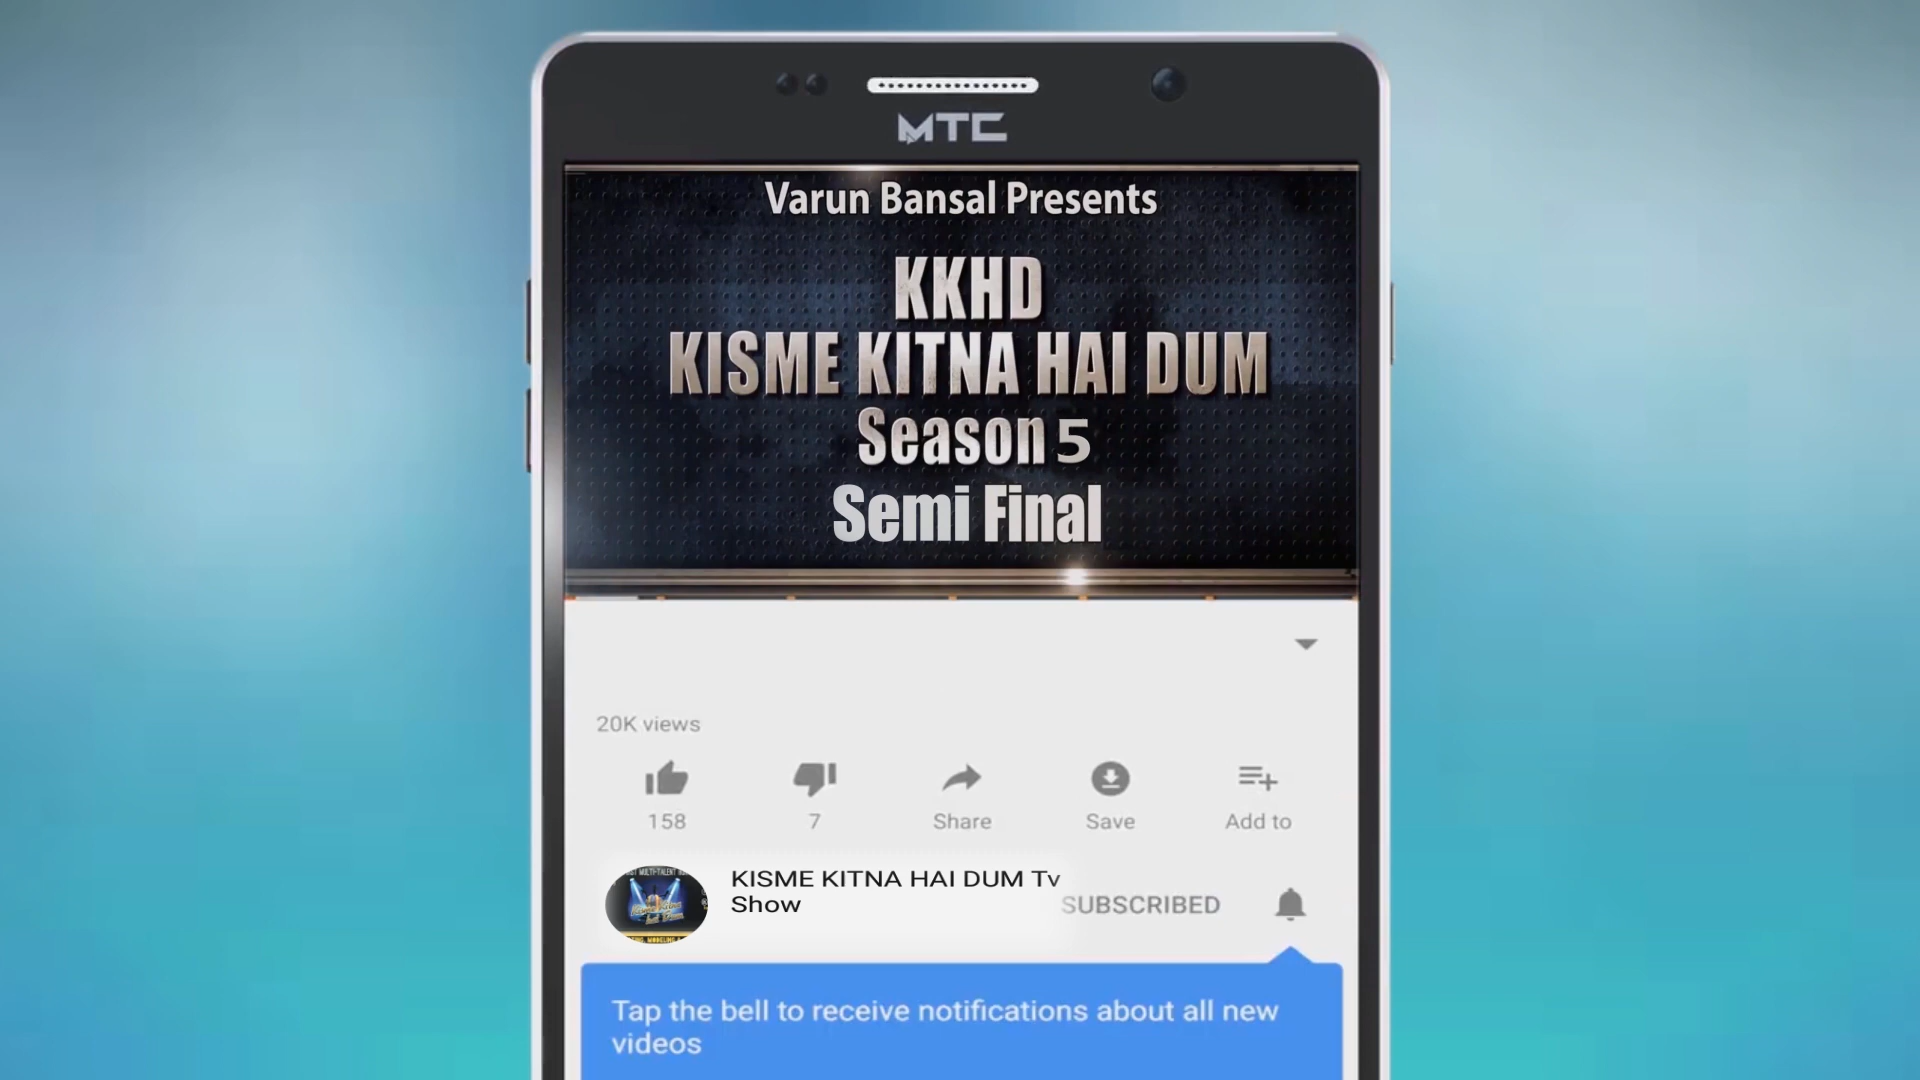 MTC
Varun Bansal Presents
KKHD
KISME KITNA HAI DUM
Season 5
Semi Final
20K views
158
7
Share
Save
Add to
KISME KITNA HAI DUM Tv
Show
SUBSCRIBED
Tap the bell to receive notifications about all new
videos